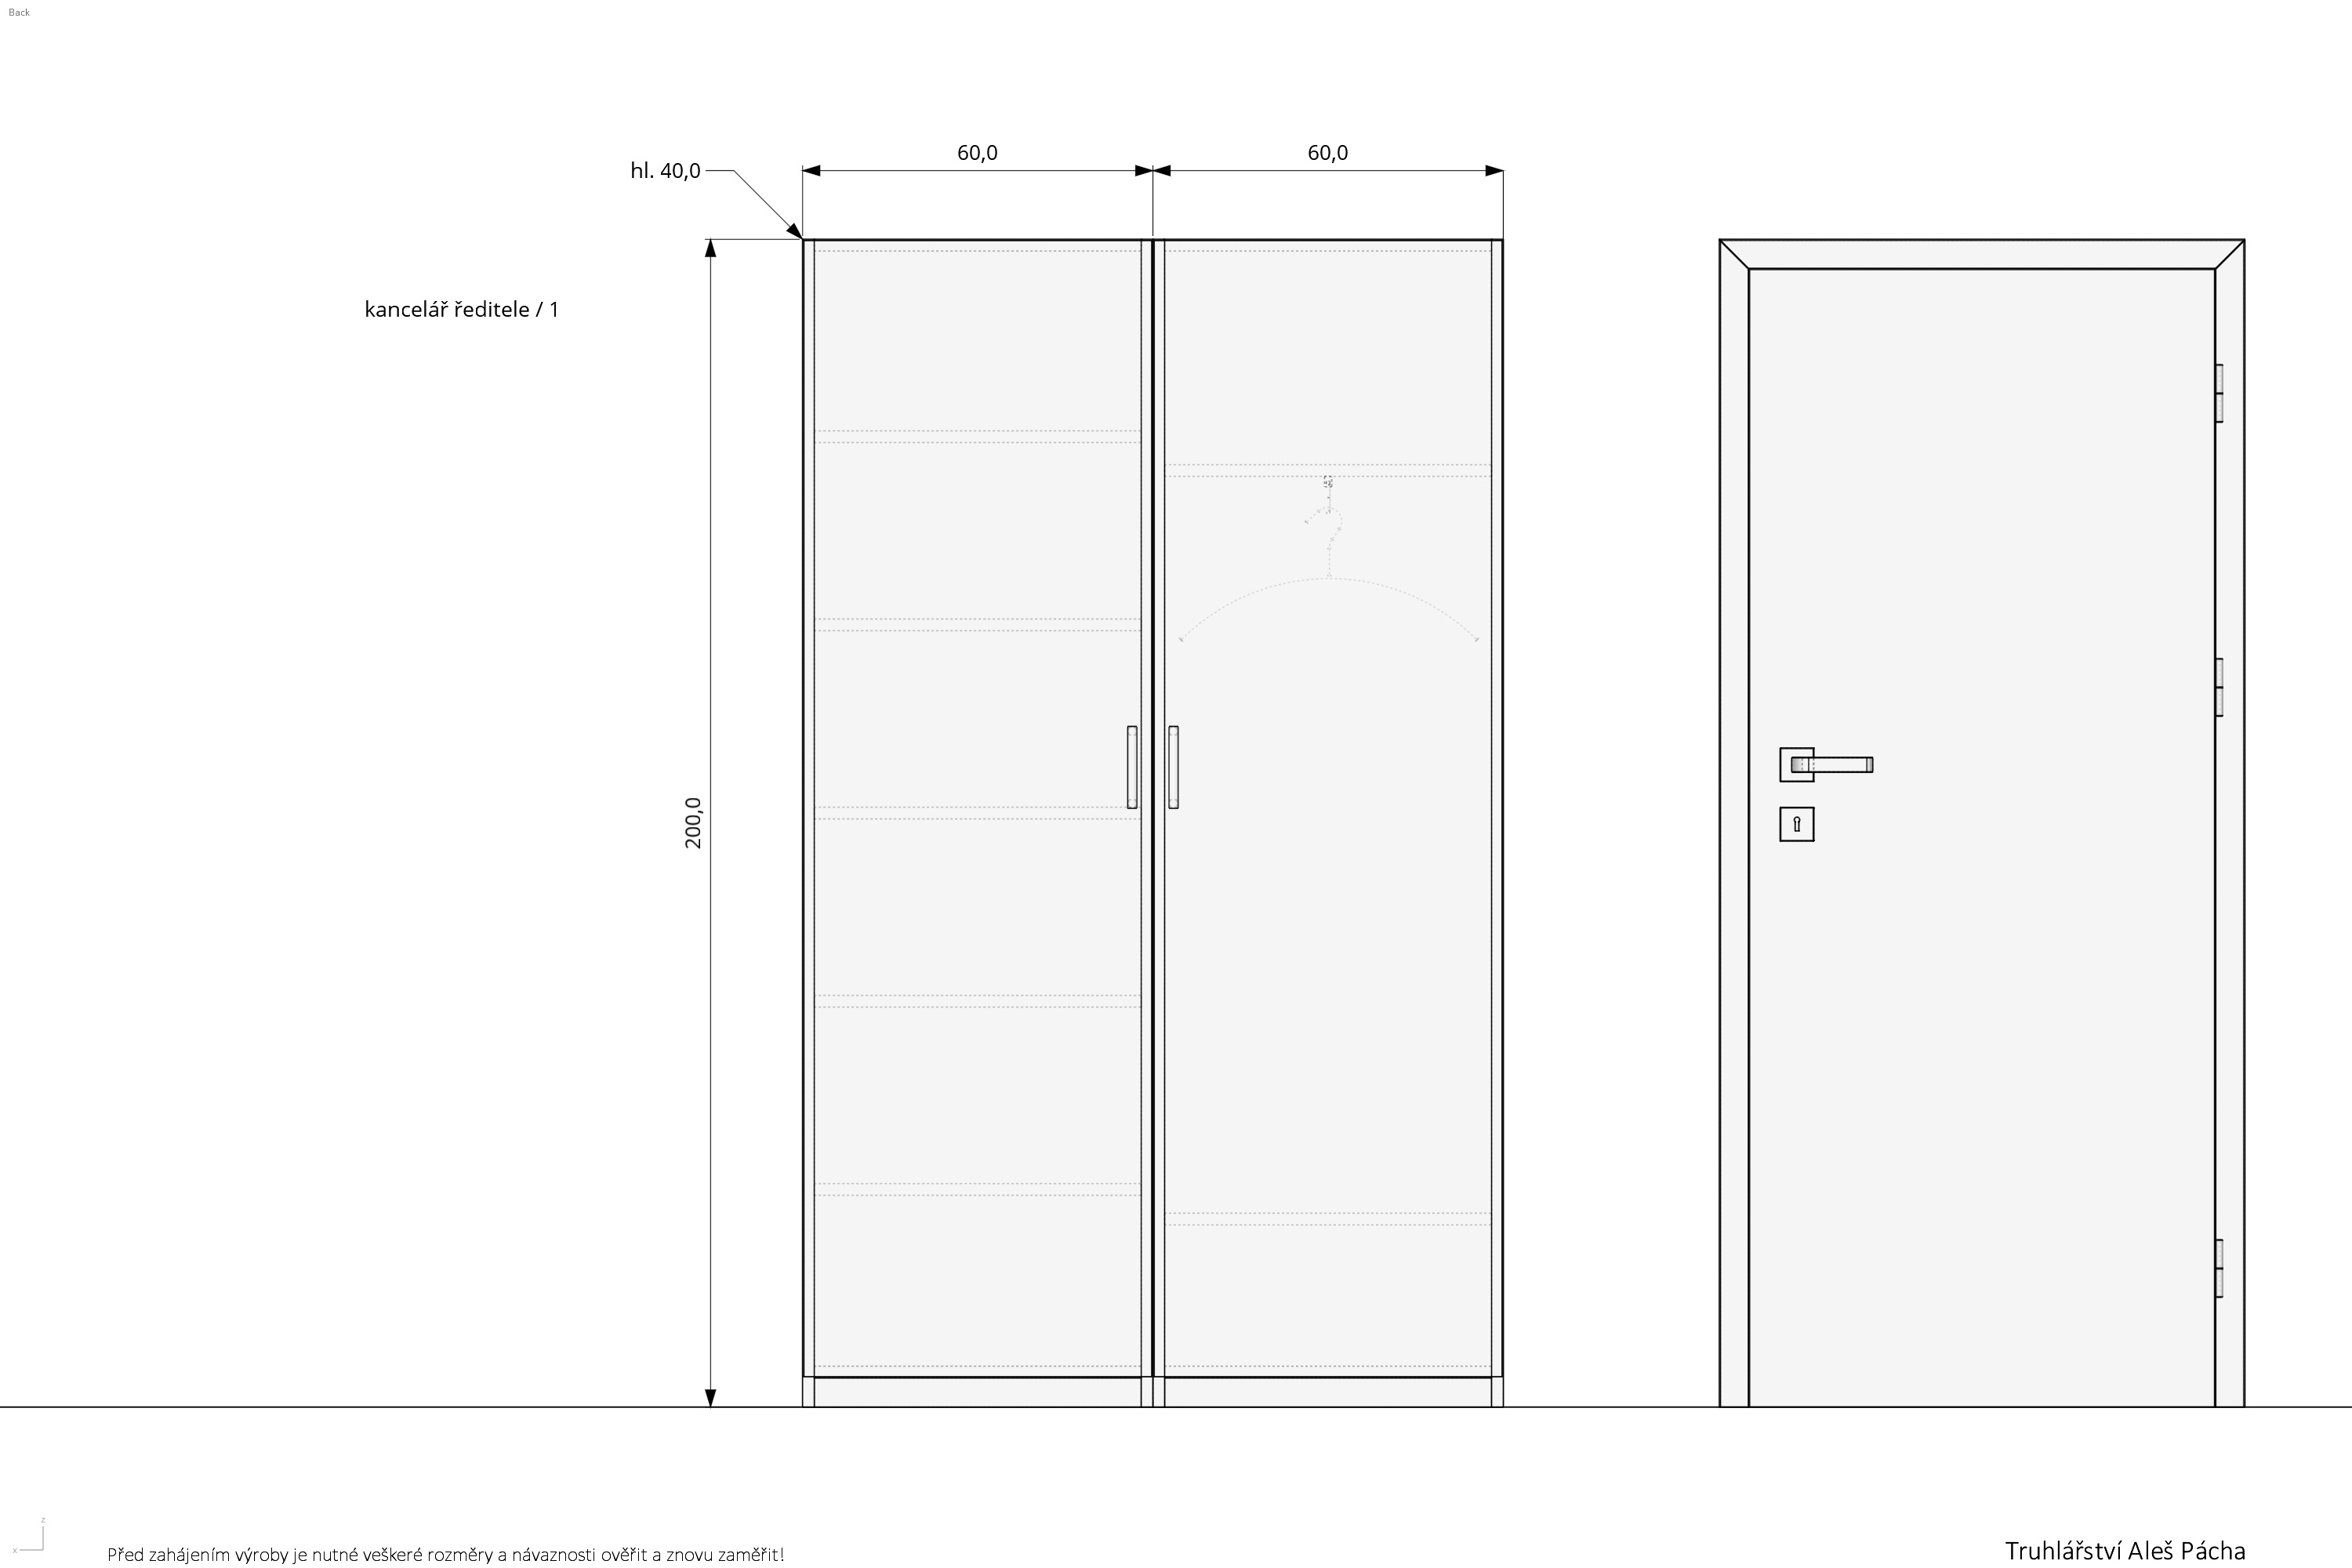 Back
60,0
60,0
hl. 40,0
kancelář ředitele / 1
200,0
z
x
Před zahájením výroby je nutné veškeré rozměry a návaznosti ověřit a znovu zaměřit!
Truhlářství Aleš Pácha